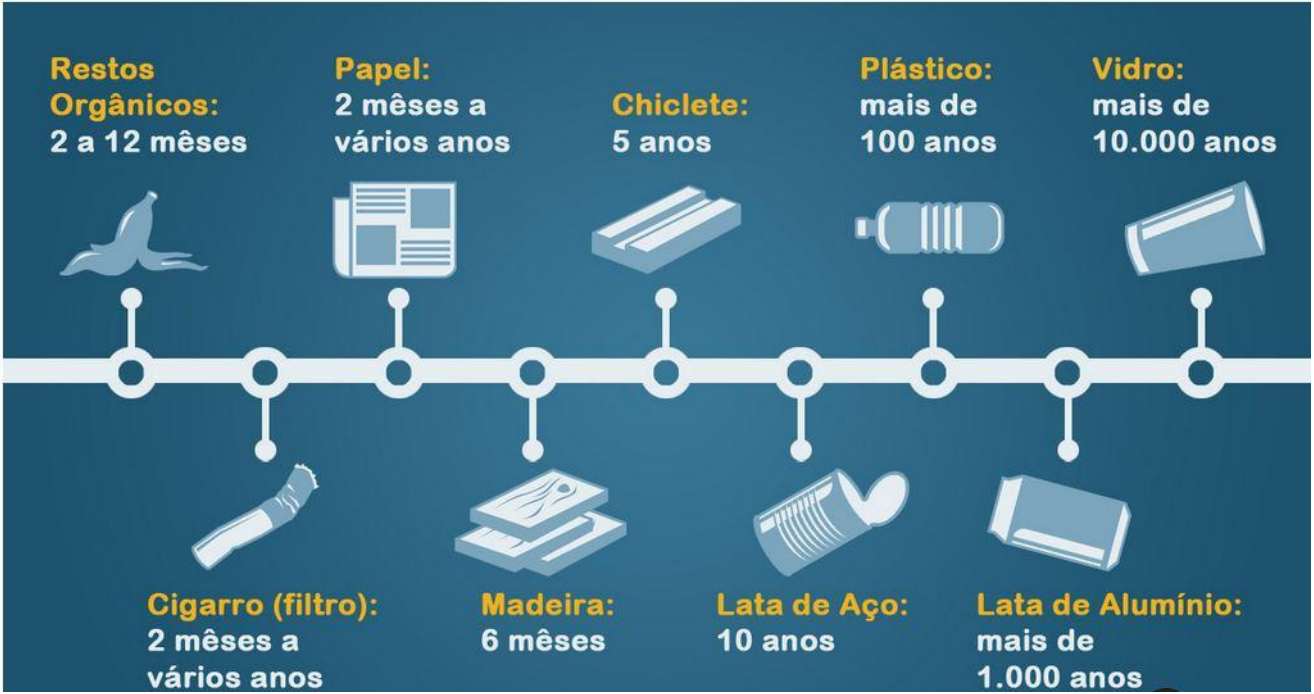 Restos
Orgânicos:
2 a 12 mêses
Papel:
2 mêses a
vários anos
Chiclete:
5 anos
Plástico:
mais de
100 anos
Vidro:
mais de
10.000 anos
Cigarro (filtro):
2 mêses a
vários anos
Madeira:
6 mêses
Lata de Aço:
10 anos
Lata de Alumínio:
mais de
1.000 anos